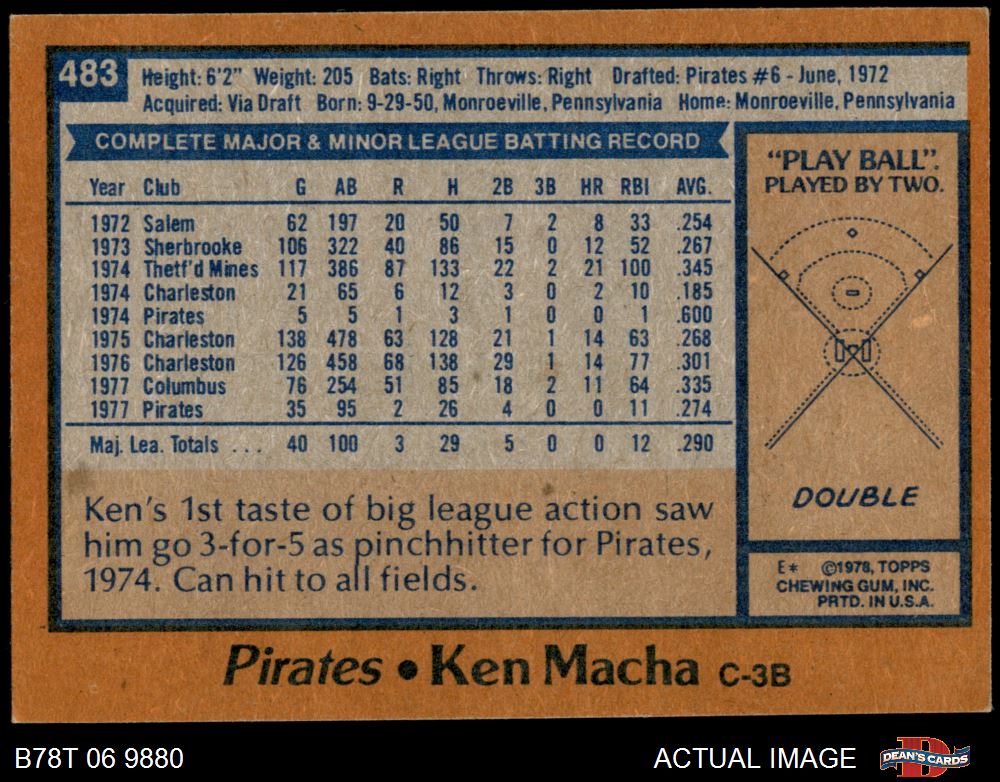 483
Height: 6'2" Weight: 205 Bats: Right Throws: Right Drafted: Pirates #6 - June, 1972
Acquired: Via Draft Born: 9-29-50, Monroeville, Pennsylvania Home: Monroeville, Pennsylvania
COMPLETE MAJOR & MINOR LEAGUE BATTING RECORD
Year Club G AB R H 2B 3B HR RBI AVG.
1972 Salem 62 197 20 50 7 2 8 33 .254
1973 Sherbrooke 106 322 40 86 15 0 12 52 .267
1974 Thetf'd Mines 117 386 87 133 22 2 21 100 .345
1974 Charleston 21 65 6 12 3 0 2 10 .185
1974 Pirates 5 5 1 3 1 0 0 1 .600
1975 Charleston 138 478 63 128 21 1 14 63 .268
1976 Charleston 126 458 68 138 29 1 14 77 .301
1977 Columbus 76 254 51 85 18 2 11 64 .335
1977 Pirates 35 95 2 26 4 0 0 11 .274
Maj. Lea. Totals ... 40 100 3 29 5 0 0 12 .290
Ken's 1st taste of big league action saw
him go 3-for-5 as pinchhitter for Pirates,
1974. Can hit to all fields.
"PLAY BALL".
PLAYED BY TWO.
DOUBLE
E* ©1978, TOPPS
CHEWING GUM, INC.
PRTD. IN U.S.A.
Pirates • Ken Macha C-3B
B78T 06 9880
ACTUAL IMAGE
DEAN'S CARDS